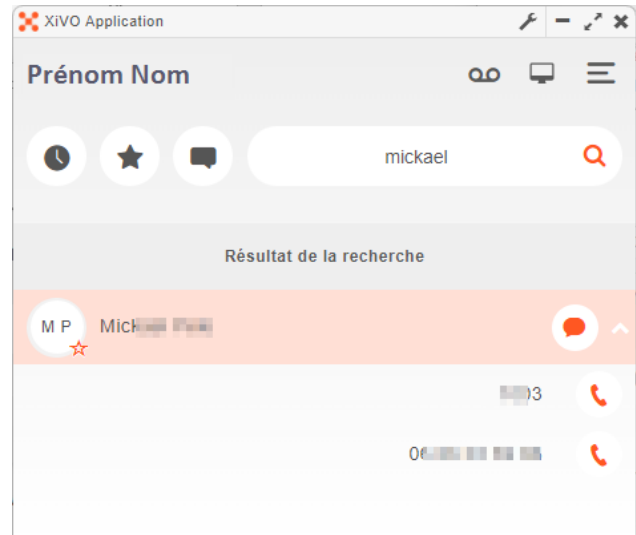 XiVO Application
Prénom Nom
mickael
Résultat de la recherche
M P